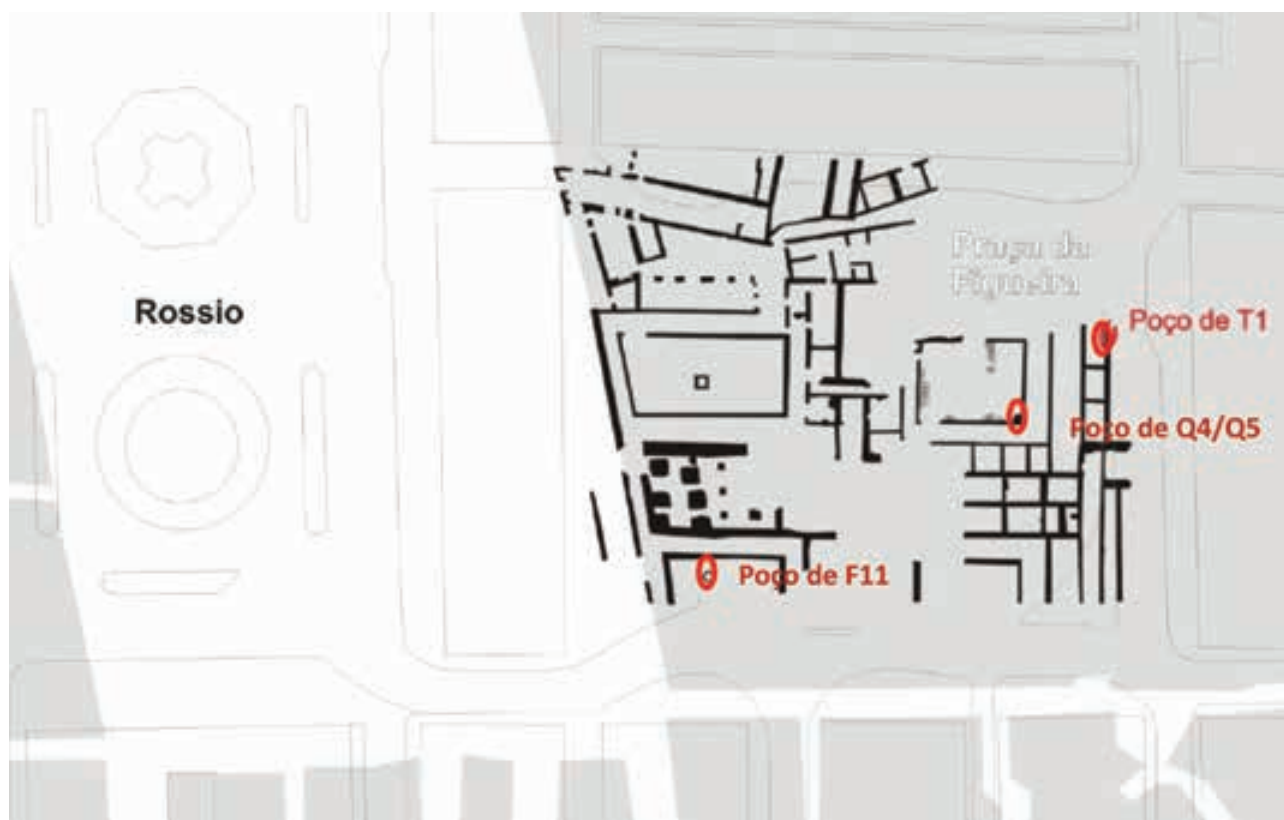 Praça da
Figueira
Rossio
Poço de T1
Poço de Q4/Q5
Poço de F11